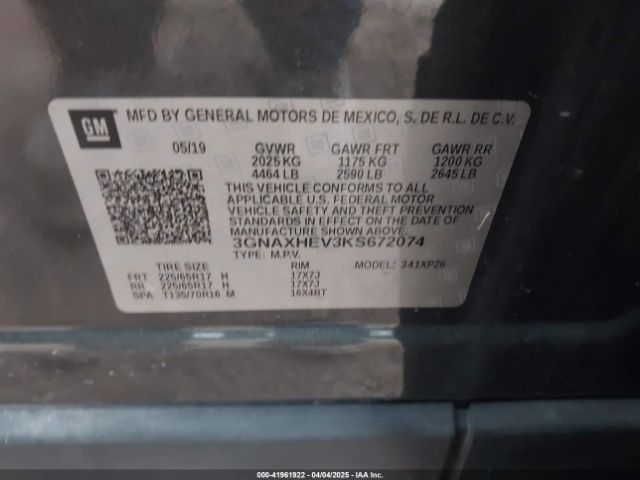 GM
MFD BY GENERAL MOTORS DE MEXICO, S. DE R.L. DE C.V.
05/19 GVWR GAWR FRT GAWR RR
2025 KG 1175 KG 1200 KG
4464 LB 2590 LB 2645 LB
THIS VEHICLE CONFORMS TO ALL
APPLICABLE U.S. FEDERAL MOTOR
VEHICLE SAFETY AND THEFT PREVENTION
STANDARDS IN EFFECT ON THE DATE OF
MANUFACTURE SHOWN ABOVE.
3GNAXHEV3KS672074
TYPE: M.P.V. MODEL: 341XP26
TIRE SIZE RIM
FRT 225/65R17 H 17X7J
RR 225/65R17 H 17X7J
SPA T135/70R16 M 16X4BT
000-41961922 - 04/04/2025 - IAAI, Inc.